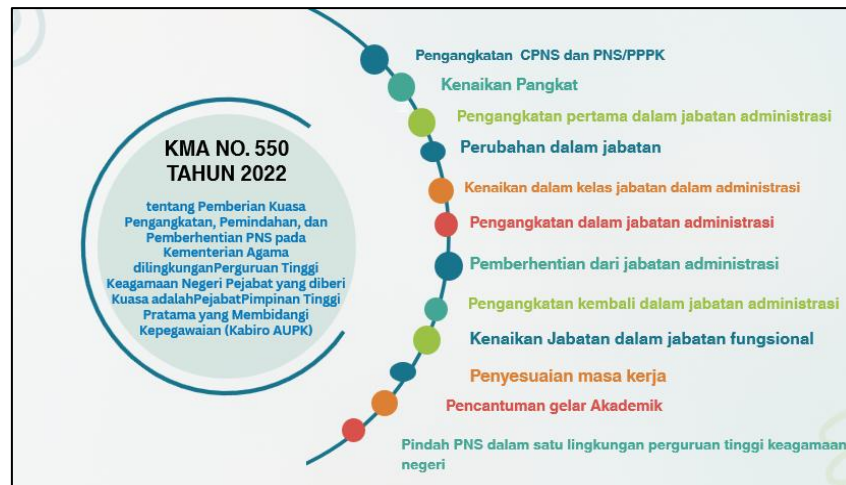 KMA NO. 550
TAHUN 2022
tentang Pemberian Kuasa
Pengangkatan, Pemindahan, dan
Pemberhentian PNS pada
Kementerian Agama
dilingkunganPerguruan Tinggi
Keagamaan Negeri Pejabat yang diberi
Kuasa adalahPejabatPimpinan Tinggi
Pratama yang Membidangi
Kepegawaian (Kabiro AUPK)
Pengangkatan CPNS dan PNS/PPPK
Kenaikan Pangkat
Pengangkatan pertama dalam jabatan administrasi
Perubahan dalam jabatan
Kenaikan dalam kelas jabatan dalam administrasi
Pengangkatan dalam jabatan administrasi
Pemberhentian dari jabatan administrasi
Pengangkatan kembali dalam jabatan administrasi
Kenaikan Jabatan dalam jabatan fungsional
Penyesuaian masa kerja
Pencantuman gelar Akademik
Pindah PNS dalam satu lingkungan perguruan tinggi keagamaan
negeri